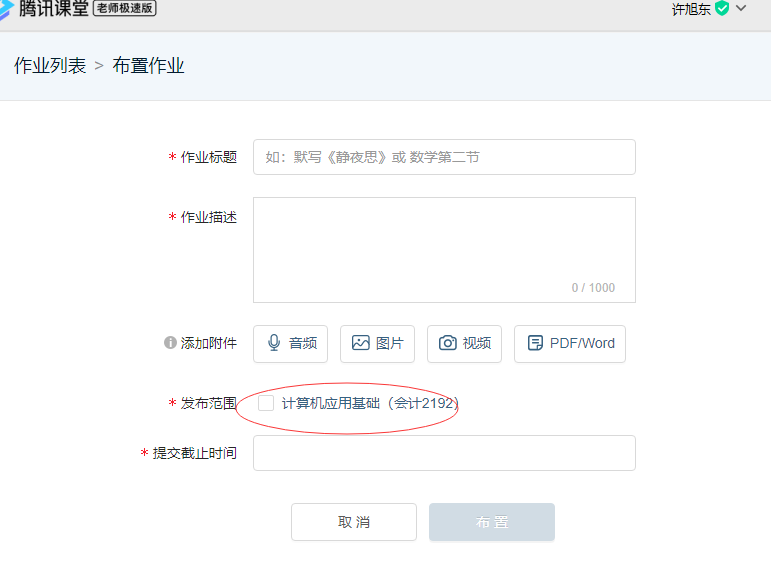 腾讯课堂 老师极速版 许旭东
作业列表 > 布置作业
* 作业标题 如：默写《静夜思》或 数学第二节
* 作业描述
0 / 1000
添加附件 音频 图片 视频 PDF/Word
* 发布范围 计算机应用基础（会计2192）
* 提交截止时间
取消 布置